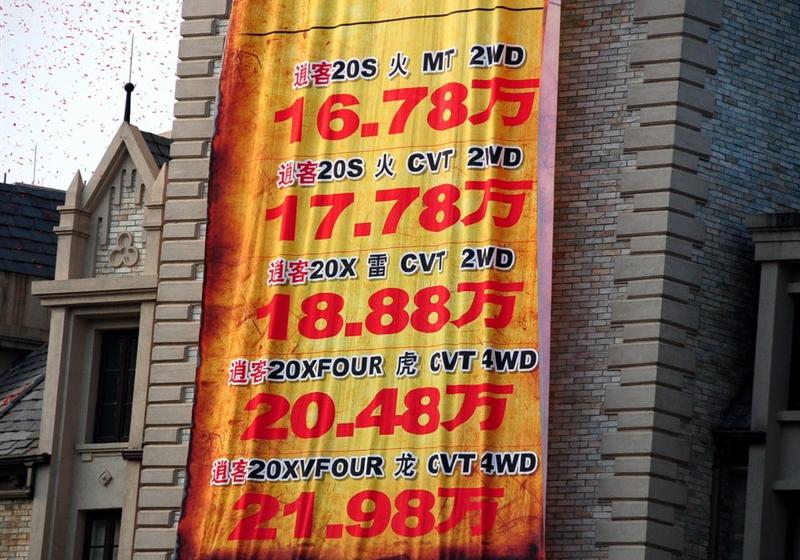 逍客20S 火 MT 2WD
16.78万
逍客20S 火 CVT 2WD
17.78万
逍客20X 雷 CVT 2WD
18.88万
逍客20XFOUR 虎 CVT 4WD
20.48万
逍客20XVFOUR 龙 CVT 4WD
21.98万